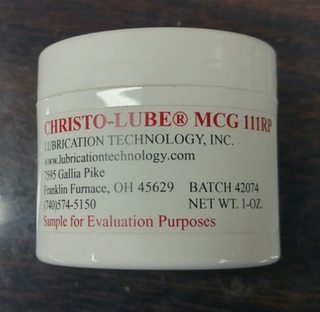 CHRISTO-LUBE® MCG 111RP
LUBRICATION TECHNOLOGY, INC.
www.lubricationtechnology.com
7595 Gallia Pike
Franklin Furnace, OH 45629 BATCH 42074
(740)574-5150 NET WT. 1-OZ.
Sample for Evaluation Purposes